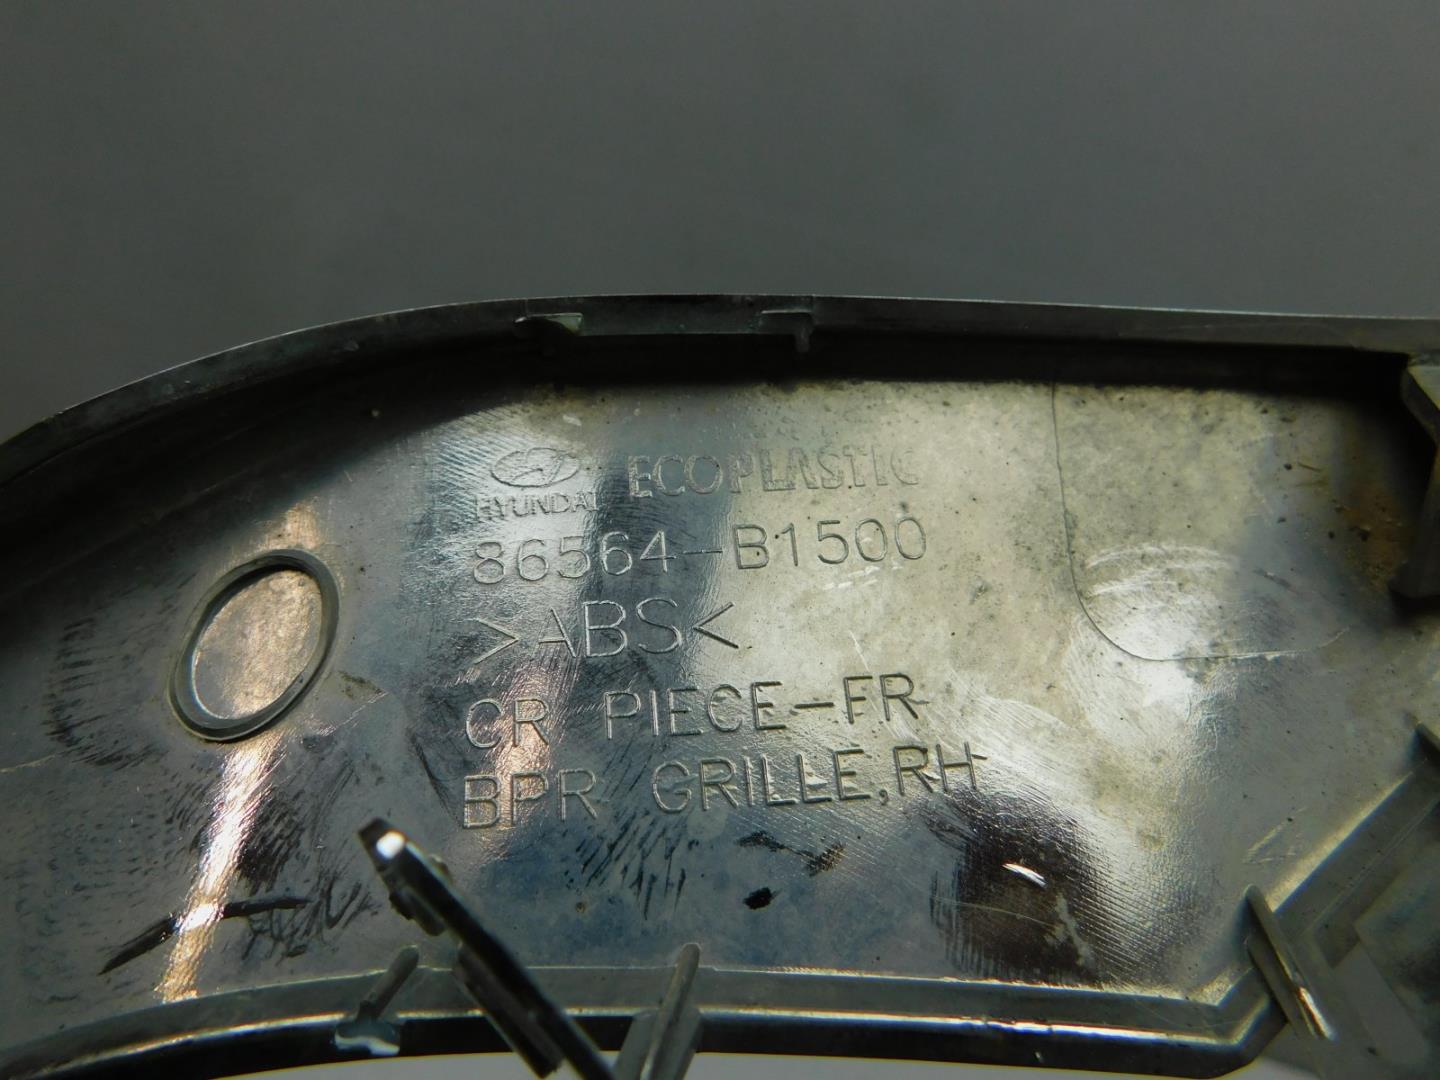 HYUNDAI ECOPLASTIC
86564-B1500
>ABS<
CR PIECE-FR
BPR GRILLE,RH